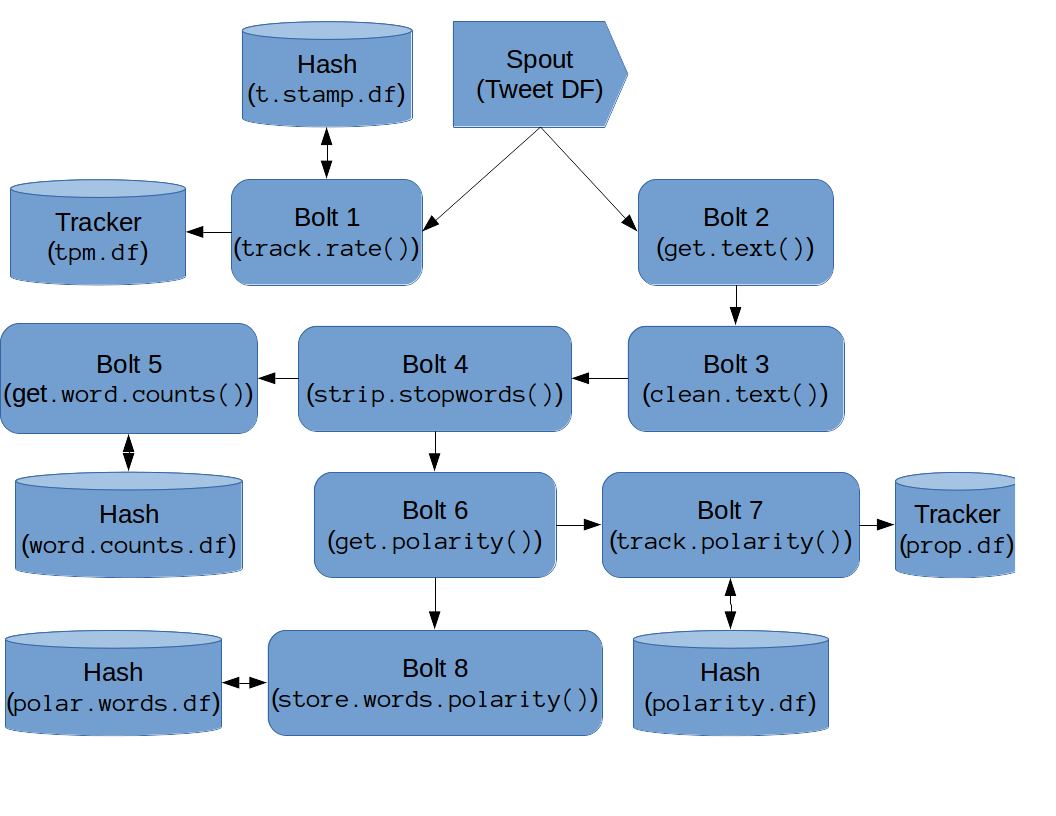 Hash
(t.stamp.df)
Spout
(Tweet DF)
Tracker
(tpm.df)
Bolt 1
(track.rate())
Bolt 2
(get.text())
Bolt 5
(get.word.counts())
Bolt 4
(strip.stopwords())
Bolt 3
(clean.text())
Hash
(word.counts.df)
Bolt 6
(get.polarity())
Bolt 7
(track.polarity())
Tracker
(prop.df)
Hash
(polar.words.df)
Bolt 8
(store.words.polarity())
Hash
(polarity.df)